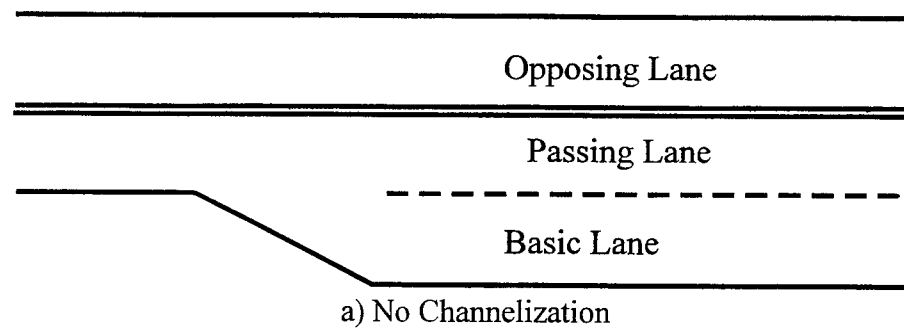 Opposing Lane
Passing Lane
Basic Lane
a) No Channelization